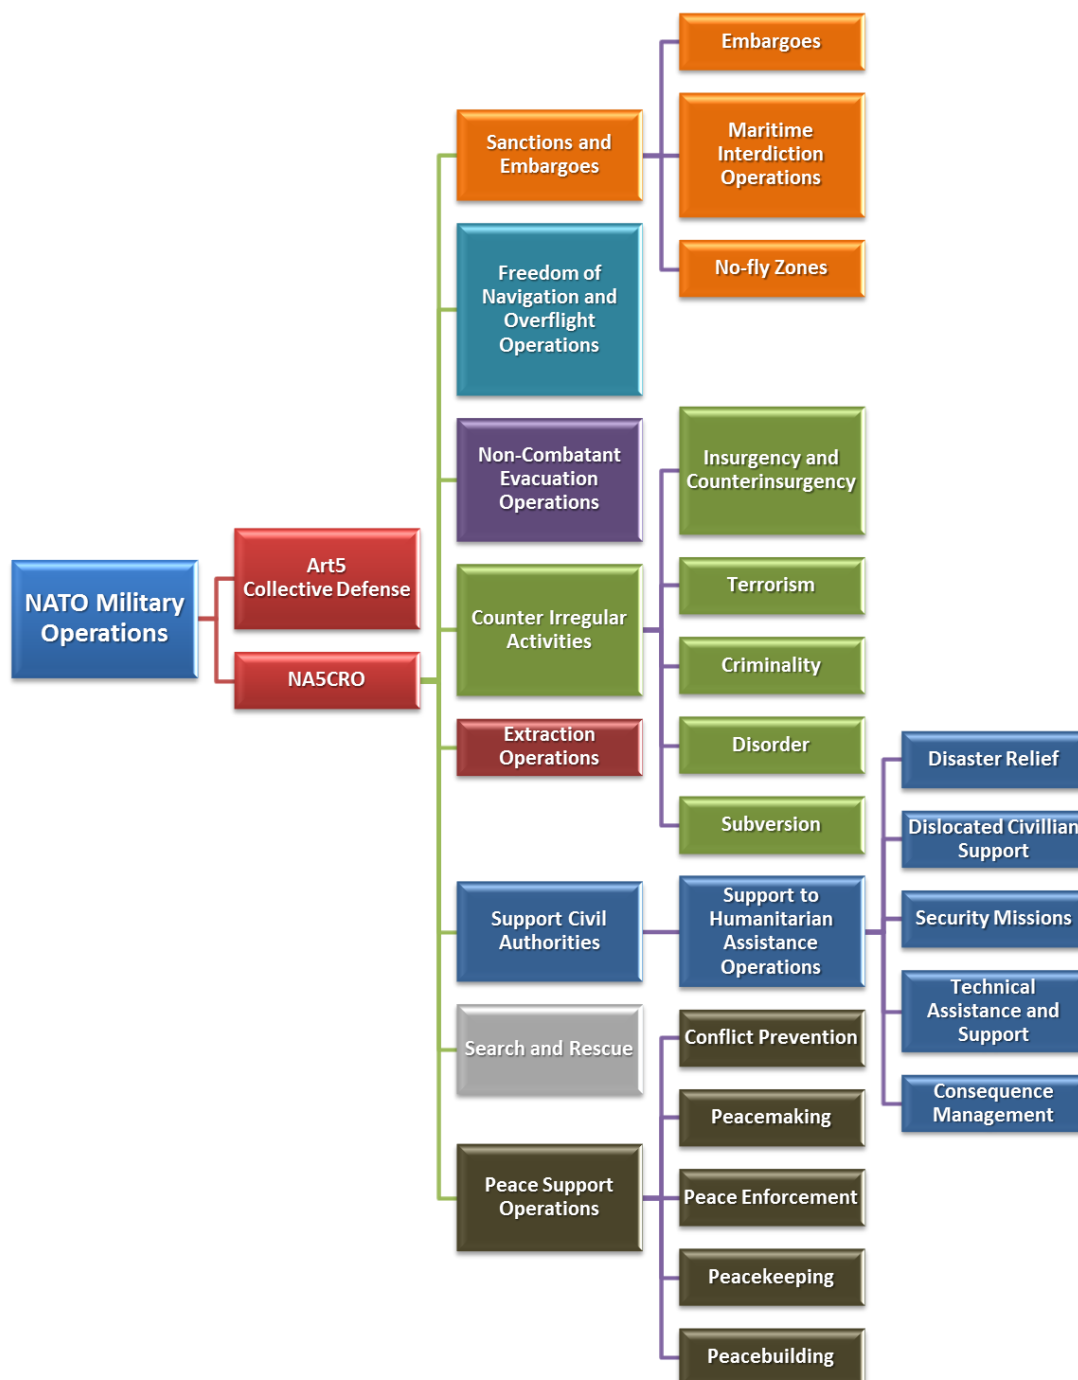 NATO Military
Operations
Art5
Collective Defense
NA5CRO
Sanctions and
Embargoes
Embargoes
Maritime
Interdiction
Operations
No-fly Zones
Freedom of
Navigation and
Overflight
Operations
Non-Combatant
Evacuation
Operations
Counter Irregular
Activities
Insurgency and
Counterinsurgency
Terrorism
Criminality
Disorder
Subversion
Extraction
Operations
Support Civil
Authorities
Support to
Humanitarian
Assistance
Operations
Disaster Relief
Dislocated Civillian
Support
Security Missions
Technical
Assistance and
Support
Consequence
Management
Search and Rescue
Peace Support
Operations
Conflict Prevention
Peacemaking
Peace Enforcement
Peacekeeping
Peacebuilding